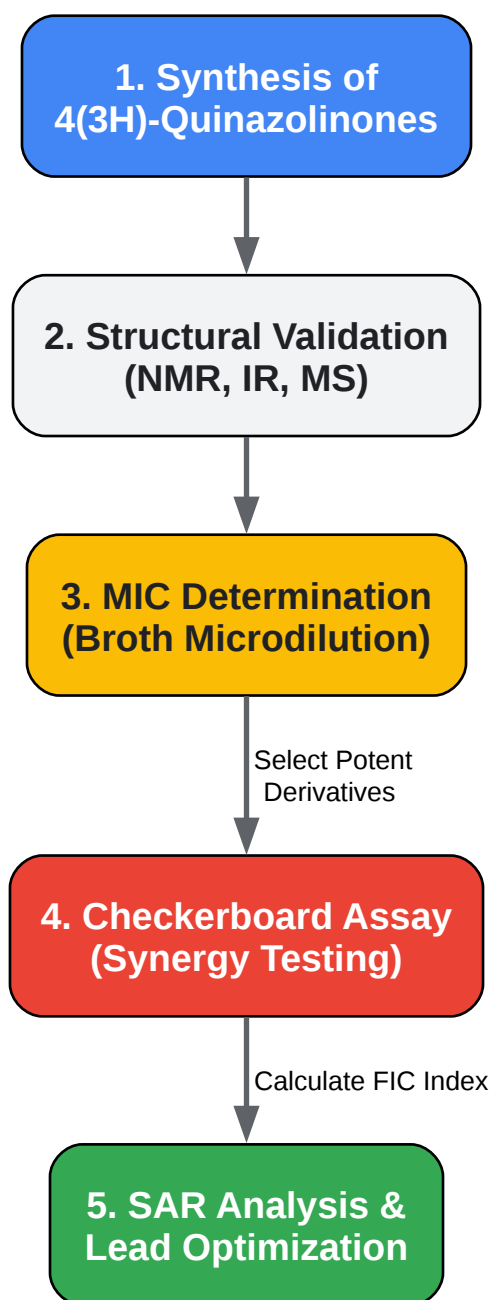 1. Synthesis of
4(3H)-Quinazolinones
2. Structural Validation
(NMR, IR, MS)
3. MIC Determination
(Broth Microdilution)
Select Potent
Derivatives
4. Checkerboard Assay
(Synergy Testing)
Calculate FIC Index
5. SAR Analysis &
Lead Optimization